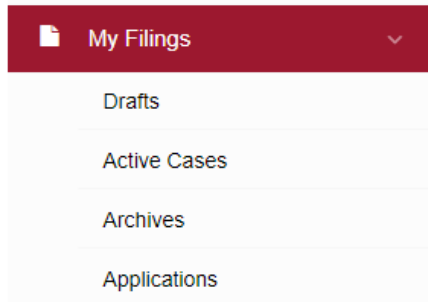 My Filings
Drafts
Active Cases
Archives
Applications